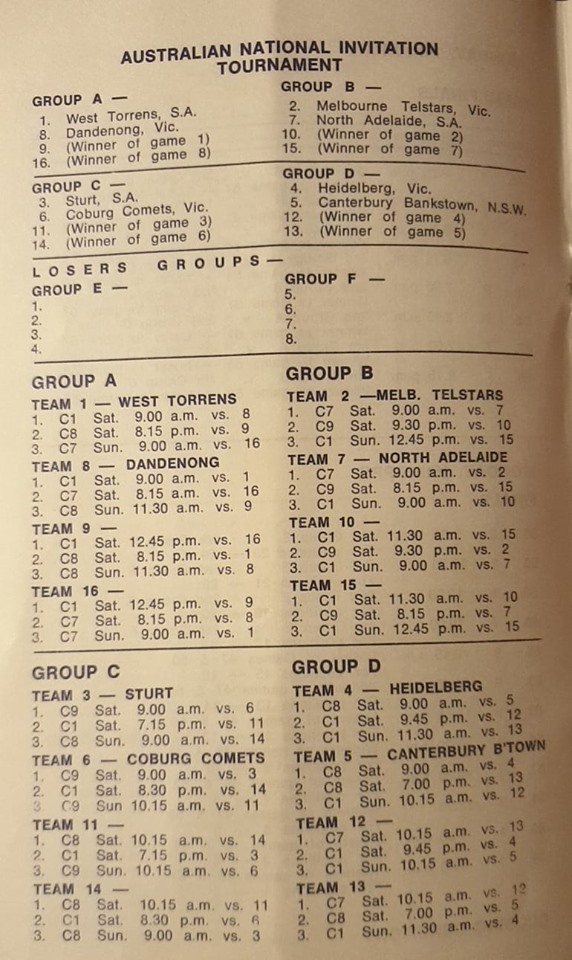 AUSTRALIAN NATIONAL INVITATION
TOURNAMENT
GROUP A —
1. West Torrens, S.A.
8. Dandenong, Vic.
9. (Winner of game 1)
16. (Winner of game 8)
GROUP B —
2. Melbourne Telstars, Vic.
7. North Adelaide, S.A.
10. (Winner of game 2)
15. (Winner of game 7)
GROUP C —
3. Sturt, S.A.
6. Coburg Comets, Vic.
11. (Winner of game 3)
14. (Winner of game 6)
GROUP D —
4. Heidelberg, Vic.
5. Canterbury Bankstown, N.S.W.
12. (Winner of game 4)
13. (Winner of game 5)
LOSERS GROUPS —
GROUP E —
1.
2.
3.
4.
GROUP F —
5.
6.
7.
8.
GROUP A
TEAM 1 — WEST TORRENS
1. C1 Sat. 9.00 a.m. vs. 8
2. C8 Sat. 8.15 p.m. vs. 9
3. C7 Sun. 9.00 a.m. vs. 16
TEAM 8 — DANDENONG
1. C1 Sat. 9.00 a.m. vs. 1
2. C7 Sat. 8.15 a.m. vs. 16
3. C8 Sun. 11.30 a.m. vs. 9
TEAM 9 —
1. C1 Sat. 12.45 p.m. vs. 16
2. C8 Sat. 8.15 p.m. vs. 1
3. C8 Sun. 11.30 a.m. vs. 8
TEAM 16 —
1. C1 Sat. 12.45 p.m. vs. 9
2. C7 Sat. 8.15 p.m. vs. 8
3. C7 Sun. 9.00 a.m. vs. 1
GROUP B
TEAM 2 —MELB. TELSTARS
1. C7 Sat. 9.00 a.m. vs. 7
2. C9 Sat. 9.30 p.m. vs. 10
3. C1 Sun. 12.45 p.m. vs. 15
TEAM 7 — NORTH ADELAIDE
1. C7 Sat. 9.00 a.m. vs. 2
2. C9 Sat. 8.15 p.m. vs. 15
3. C1 Sun. 9.00 a.m. vs. 10
TEAM 10 —
1. C1 Sat. 11.30 a.m. vs. 15
2. C9 Sat. 9.30 p.m. vs. 2
3. C1 Sun. 9.00 a.m. vs. 7
TEAM 15 —
1. C1 Sat. 11.30 a.m. vs. 10
2. C9 Sat. 8.15 p.m. vs. 7
3. C1 Sun. 12.45 p.m. vs. 15
GROUP C
TEAM 3 — STURT
1. C9 Sat. 9.00 a.m. vs. 6
2. C1 Sat. 7.15 p.m. vs. 11
3. C8 Sun. 9.00 a.m. vs. 14
TEAM 6 — COBURG COMETS
1. C9 Sat. 9.00 a.m. vs. 3
2. C1 Sat. 8.30 p.m. vs. 14
3. C9 Sun 10.15 a.m. vs. 11
TEAM 11 —
1. C8 Sat. 10.15 a.m. vs. 14
2. C1 Sat. 7.15 p.m. vs. 3
3. C9 Sun. 10.15 a.m. vs. 6
TEAM 14 —
1. C8 Sat. 10.15 a.m. vs. 11
2. C1 Sat. 8.30 p.m. vs. 6
3. C8 Sun. 9.00 a.m. vs. 3
GROUP D
TEAM 4 — HEIDELBERG
1. C8 Sat. 9.00 a.m. vs. 5
2. C1 Sat. 9.45 p.m. vs. 12
3. C1 Sun. 11.30 a.m. vs. 13
TEAM 5 — CANTERBURY B'TOWN
1. C8 Sat. 9.00 a.m. vs. 4
2. C8 Sat. 7.00 p.m. vs. 13
3. C1 Sun. 10.15 a.m. vs. 12
TEAM 12 —
1. C7 Sat. 10.15 a.m. vs. 13
2. C1 Sat. 9.45 p.m. vs. 4
3. C1 Sun. 10.15 a.m. vs. 5
TEAM 13 —
1. C7 Sat. 10.15 a.m. vs. 12
2. C8 Sat. 7.00 p.m. vs. 5
3. C1 Sun. 11.30 a.m. vs. 4